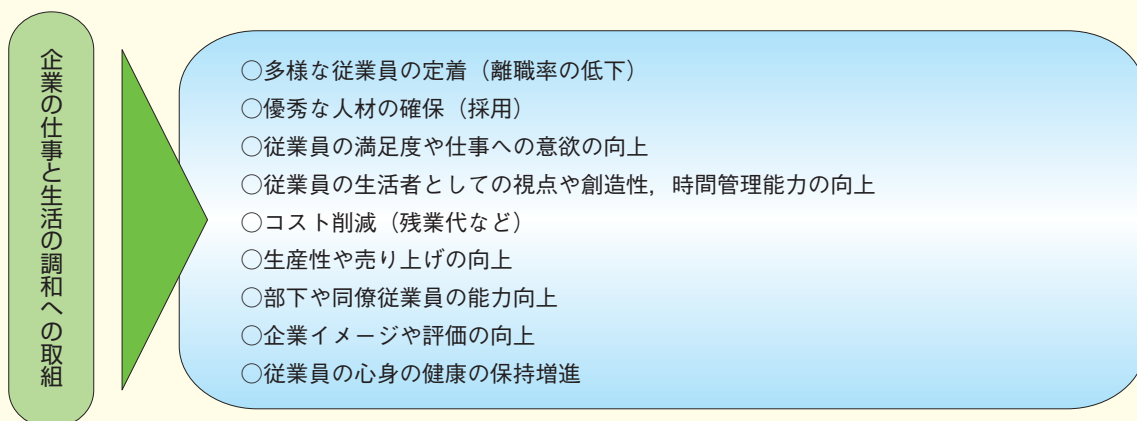 企業の仕事と生活の調和への取組
○多様な従業員の定着（離職率の低下）
○優秀な人材の確保（採用）
○従業員の満足度や仕事への意欲の向上
○従業員の生活者としての視点や創造性，時間管理能力の向上
○コスト削減（残業代など）
○生産性や売り上げの向上
○部下や同僚従業員の能力向上
○企業イメージや評価の向上
○従業員の心身の健康の保持増進